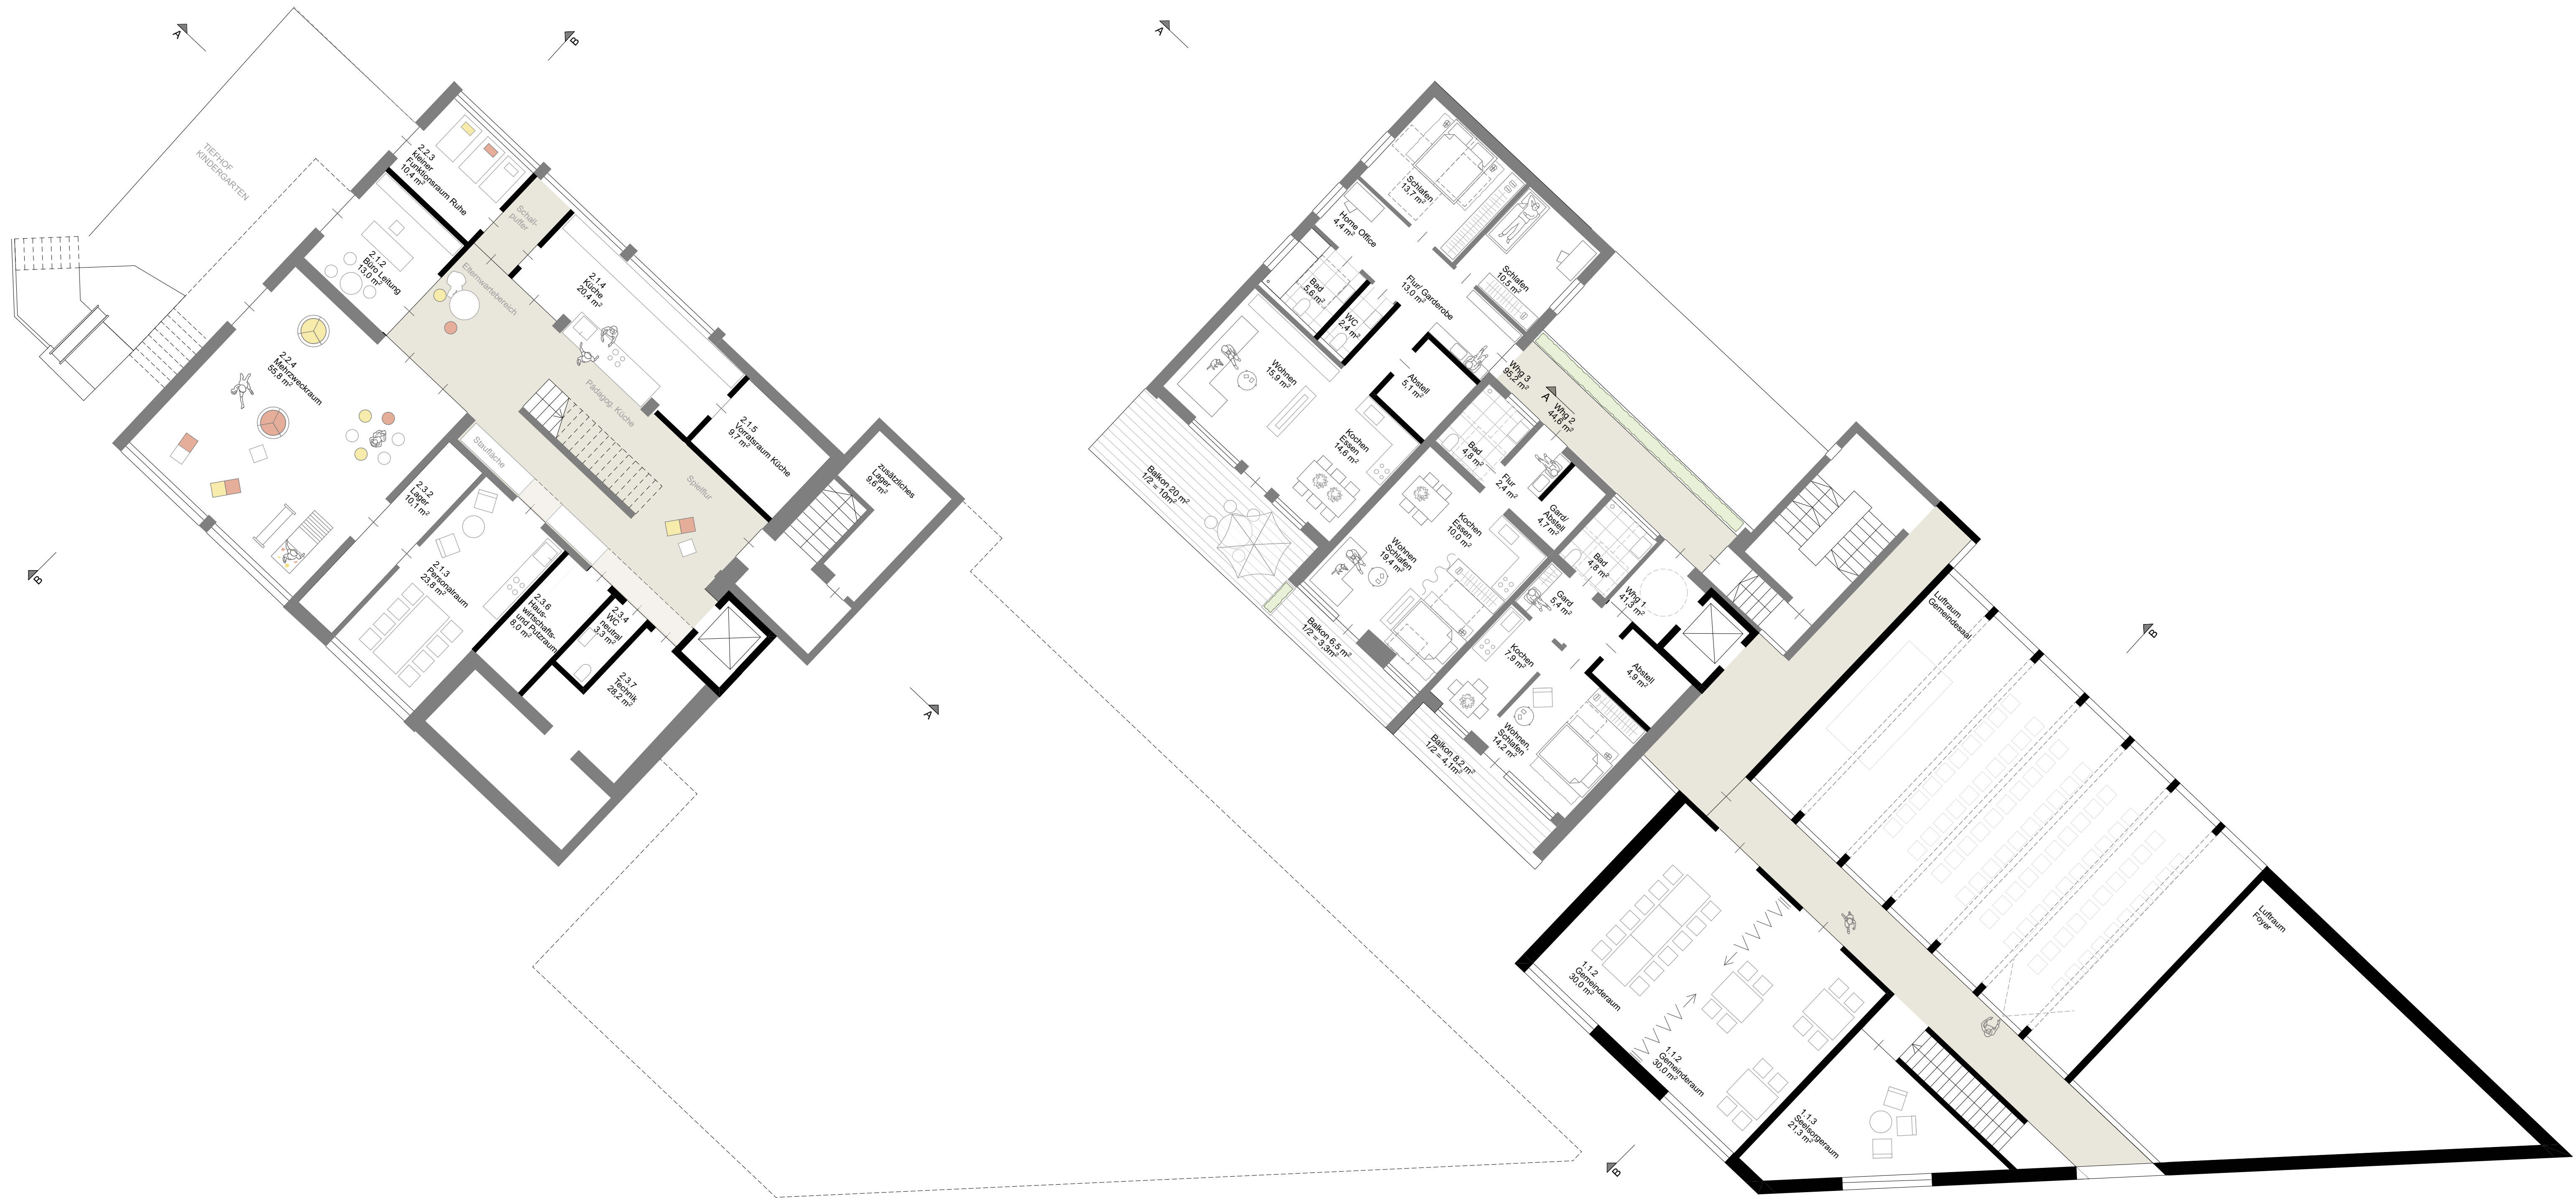 A
B
TIEFHOF
KINDERGARTEN
2.2.3
kleiner
Funktionsraum Ruhe
10,4 m²
Schall-
puffer
2.1.2
Büro Leitung
13,0 m²
Elternwartebereich
2.1.4
Küche
20,4 m²
2.2.4
Mehrzweckraum
55,8 m²
Pädagog. Küche
2.1.5
Vorratsraum Küche
9,7 m²
Staufläche
Spielflur
zusätzliches
Lager
9,6 m²
2.3.2
Lager
10,1 m²
2.1.3
Personalraum
23,8 m²
2.3.6
Haus-
wirtschafts-
und Putzraum
8,0 m²
2.3.4
WC
neutral
3,3 m²
2.3.7
Technik
28,2 m²
B
A
A
Schlafen
13,7 m²
Home Office
4,4 m²
Schlafen
10,5 m²
Bad
5,6 m²
Flur/ Garderobe
13,0 m²
WC
2,4 m²
Wohnen
15,9 m²
Abstell
5,1 m²
Whg 3
95,2 m²
A
Whg 2
44,6 m²
Kochen
Essen
14,6 m²
Balkon 20 m²
1/2 = 10m²
Bad
4,8 m²
Flur
2,4 m²
Gard/
Abstell
4,7 m²
Kochen
Essen
10,0 m²
Wohnen
Schlafen
19,4 m²
Balkon 6,5 m²
1/2 = 3,3m²
Bad
4,8 m²
Whg 1
41,3 m²
Gard
5,4 m²
Kochen
7,9 m²
Abstell
4,9 m²
Wohnen,
Schlafen
14,2 m²
Balkon 8,2 m²
1/2 = 4,1m²
Luftraum
Gemeindesaal
B
Luftraum
Foyer
1.1.2
Gemeinderaum
30,0 m²
1.1.2
Gemeinderaum
30,0 m²
1.1.3
Seelsorgeraum
21,3 m²
B